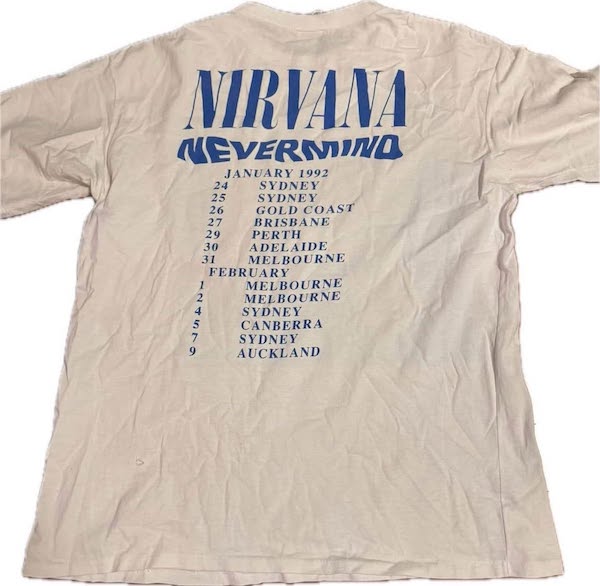 NIRVANA
NEVERMIND
JANUARY 1992
24 SYDNEY
25 SYDNEY
26 GOLD COAST
27 BRISBANE
29 PERTH
30 ADELAIDE
31 MELBOURNE
FEBRUARY
1 MELBOURNE
2 MELBOURNE
4 SYDNEY
5 CANBERRA
7 SYDNEY
9 AUCKLAND